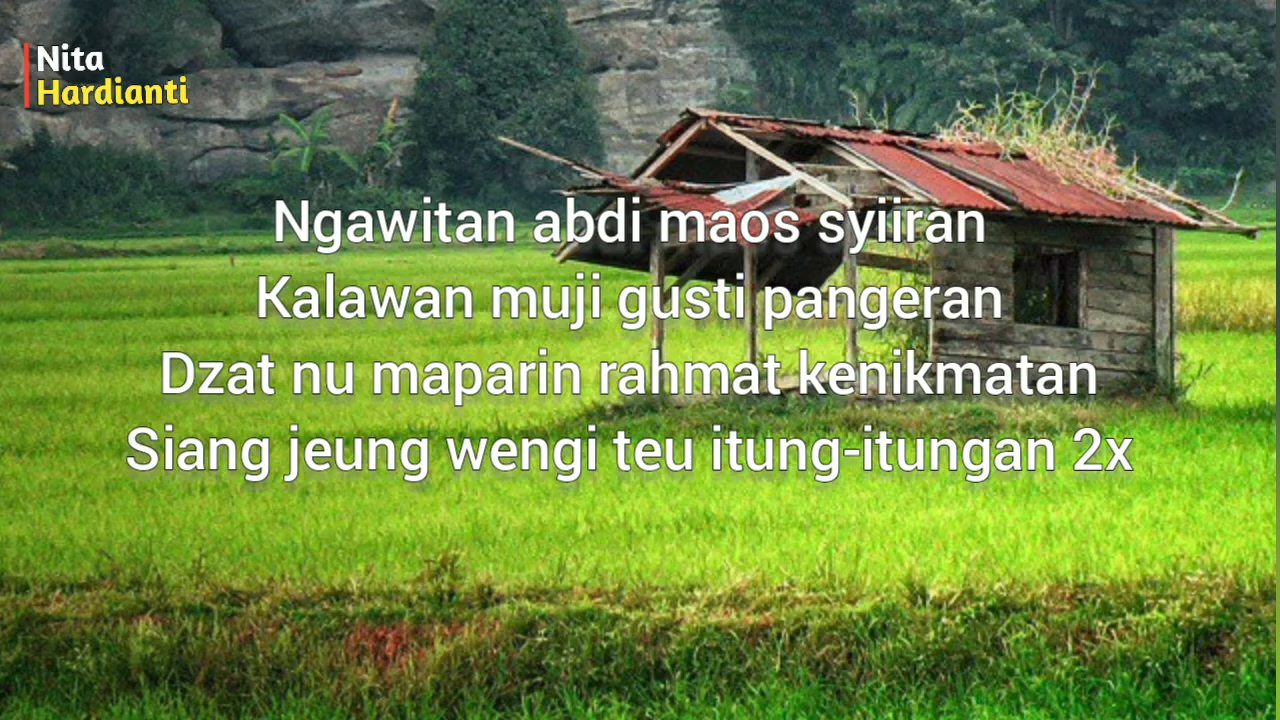 Nita
Hardianti
Ngawitan abdi maos syiiran
Kalawan muji gusti pangeran
Dzat nu maparin rahmat kenikmatan
Siang jeung wengi teu itung-itungan 2x